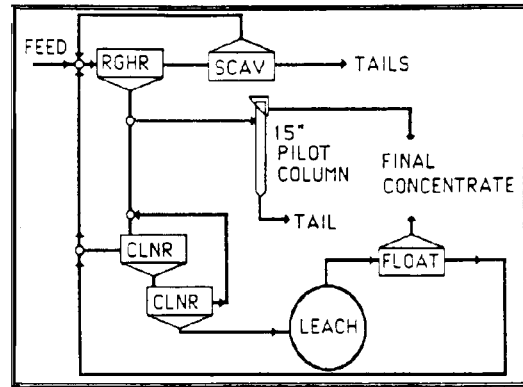 FEED
RGHR
SCAV
TAILS
15"
PILOT
COLUMN
FINAL
CONCENTRATE
TAIL
CLNR
FLOAT
CLNR
LEACH